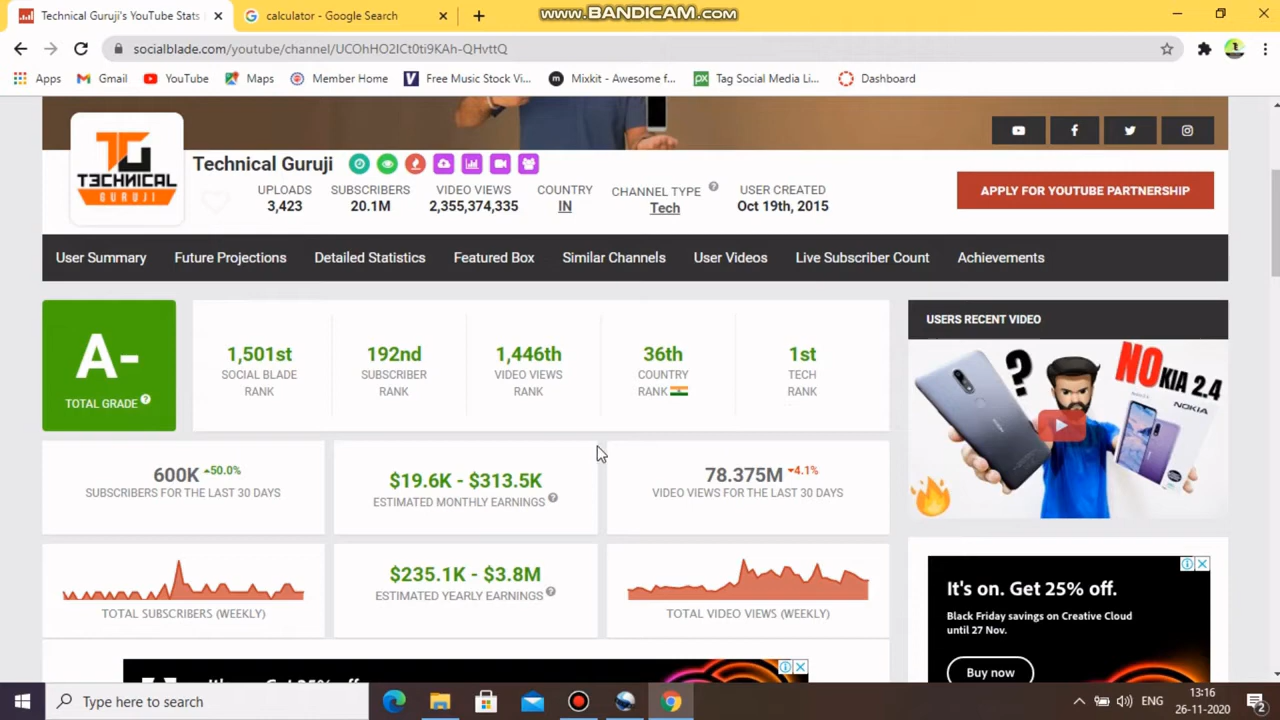 Technical Guruji's YouTube Stats
calculator - Google Search
www.BANDICAM.com
socialblade.com/youtube/channel/UCOhHO2ICt0ti9KAh-QHvttQ
Apps
Gmail
YouTube
Maps
Member Home
Free Music Stock Vi...
Mixkit - Awesome f...
Tag Social Media Li...
Dashboard
TECHNICAL
GURUJI
Technical Guruji
UPLOADS
3,423
SUBSCRIBERS
20.1M
VIDEO VIEWS
2,355,374,335
COUNTRY
IN
CHANNEL TYPE
Tech
USER CREATED
Oct 19th, 2015
APPLY FOR YOUTUBE PARTNERSHIP
User Summary
Future Projections
Detailed Statistics
Featured Box
Similar Channels
User Videos
Live Subscriber Count
Achievements
A-
TOTAL GRADE
1,501st
SOCIAL BLADE
RANK
192nd
SUBSCRIBER
RANK
1,446th
VIDEO VIEWS
RANK
36th
COUNTRY
RANK
1st
TECH
RANK
USERS RECENT VIDEO
?
NOKIA 2.4
NOKIA
600K 50.0%
SUBSCRIBERS FOR THE LAST 30 DAYS
$19.6K - $313.5K
ESTIMATED MONTHLY EARNINGS
78.375M 4.1%
VIDEO VIEWS FOR THE LAST 30 DAYS
TOTAL SUBSCRIBERS (WEEKLY)
$235.1K - $3.8M
ESTIMATED YEARLY EARNINGS
TOTAL VIDEO VIEWS (WEEKLY)
It's on. Get 25% off.
Black Friday savings on Creative Cloud
until 27 Nov.
Buy now
Type here to search
ENG
13:16
26-11-2020
2